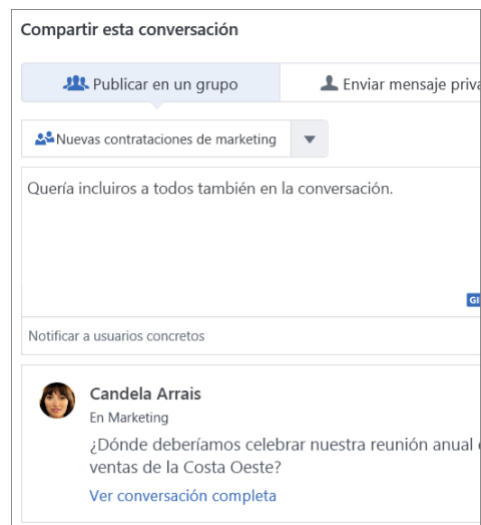 Compartir esta conversación
Publicar en un grupo Enviar mensaje
Nuevas contrataciones de marketing
Quería incluiros a todos también en la conversación.
Notificar a usuarios concretos
Candela Arrais
En Marketing
¿Dónde deberíamos celebrar nuestra reunión anual
ventas de la Costa Oeste?
Ver conversación completa